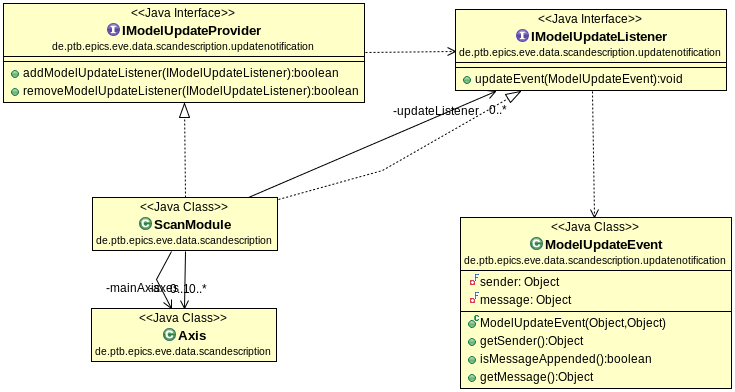 <<Java Interface>>
IModelUpdateProvider
de.ptb.epics.eve.data.scandescription.updatenotification
addModelUpdateListener(IModelUpdateListener):boolean
removeModelUpdateListener(IModelUpdateListener):boolean
<<Java Interface>>
IModelUpdateListener
de.ptb.epics.eve.data.scandescription.updatenotification
updateEvent(ModelUpdateEvent):void
-updateListener
0..*
<<Java Class>>
ScanModule
de.ptb.epics.eve.data.scandescription
-mainAxis
0..1
0..*
<<Java Class>>
Axis
de.ptb.epics.eve.data.scandescription
<<Java Class>>
ModelUpdateEvent
de.ptb.epics.eve.data.scandescription.updatenotification
sender: Object
message: Object
ModelUpdateEvent(Object,Object)
getSender():Object
isMessageAppended():boolean
getMessage():Object